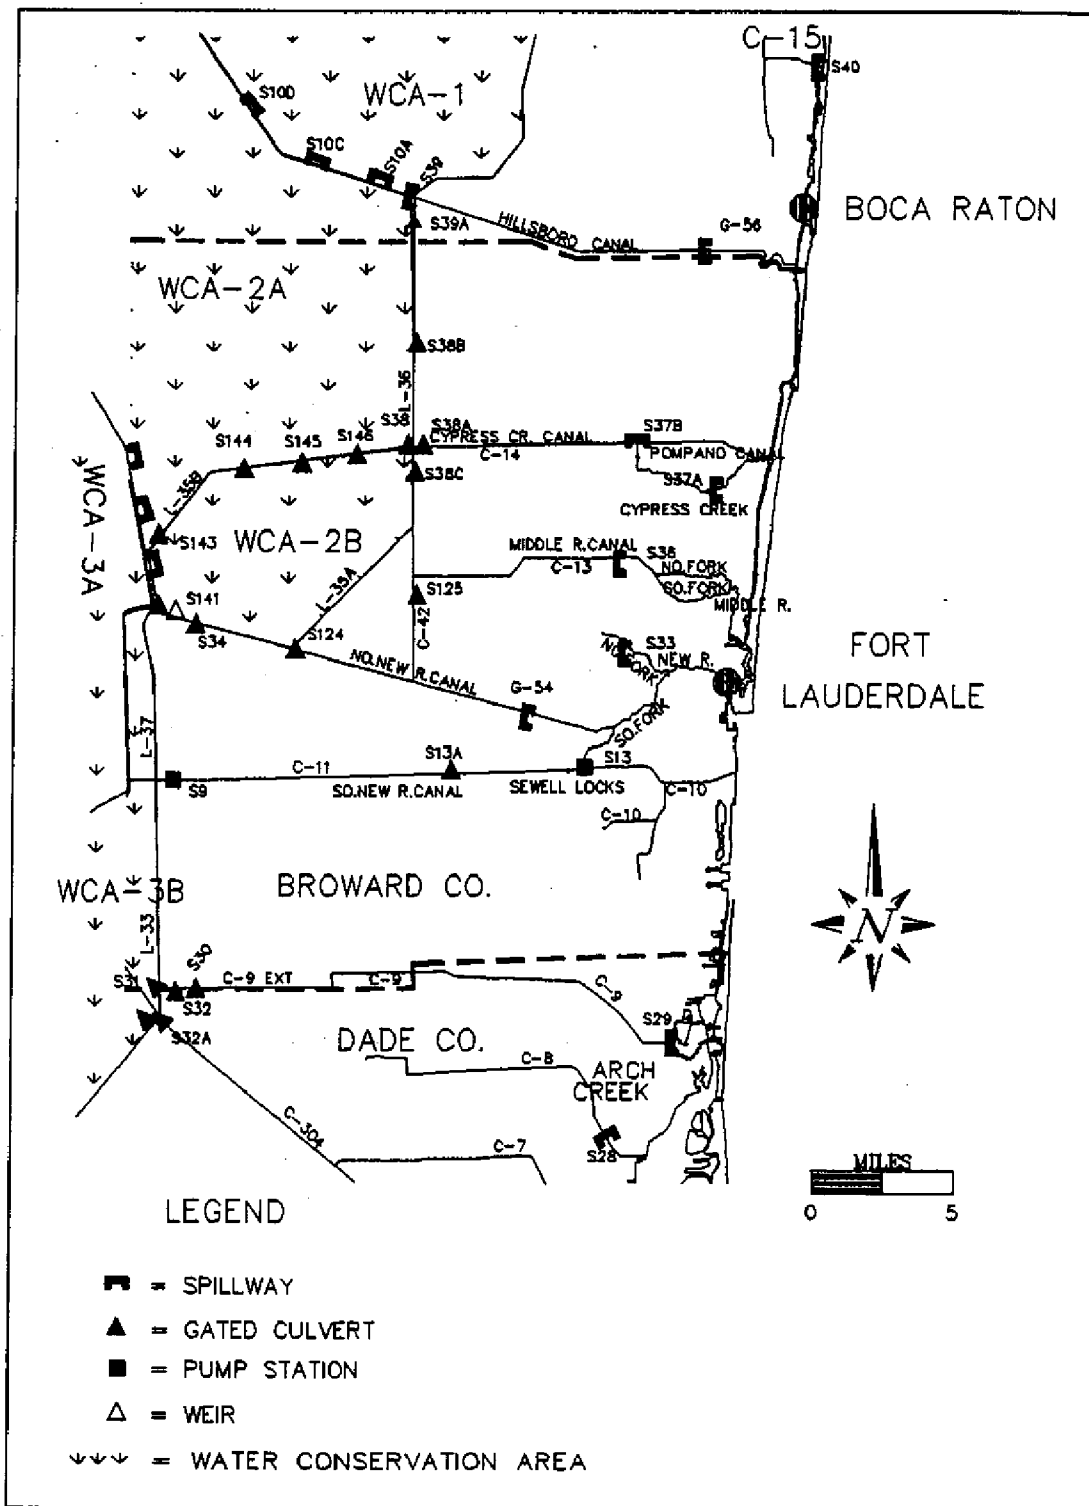 C-15
S40
S10D
WCA-1
S10C
S10A
S39
BOCA RATON
S39A
HILLSBORO CANAL
G-56
WCA-2A
S38B
L-36
S38
S38A
S37B
CYPRESS CR. CANAL
C-14
POMPANO CANAL
S144
S145
S146
S38C
S37A
CYPRESS CREEK
L-35B
WCA-3A
S143
WCA-2B
MIDDLE R.CANAL
C-13
S36
NO.FORK
SO.FORK
MIDDLE R.
L-35A
S125
C-42
S141
S34
S124
NO.NEW R.CANAL
S33
NO.FORK
NEW R.
FORT
LAUDERDALE
G-54
SO.FORK
L-37
S9
C-11
S13A
SO.NEW R.CANAL
S13
SEWELL LOCKS
C-10
C-10
WCA-3B
BROWARD CO.
L-33
N
S31
S30
S32
C-9 EXT
C-9
C-9
S32A
S29
DADE CO.
C-8
ARCH
CREEK
C-304
C-7
S28
MILES
0 5
LEGEND
= SPILLWAY
= GATED CULVERT
= PUMP STATION
= WEIR
= WATER CONSERVATION AREA